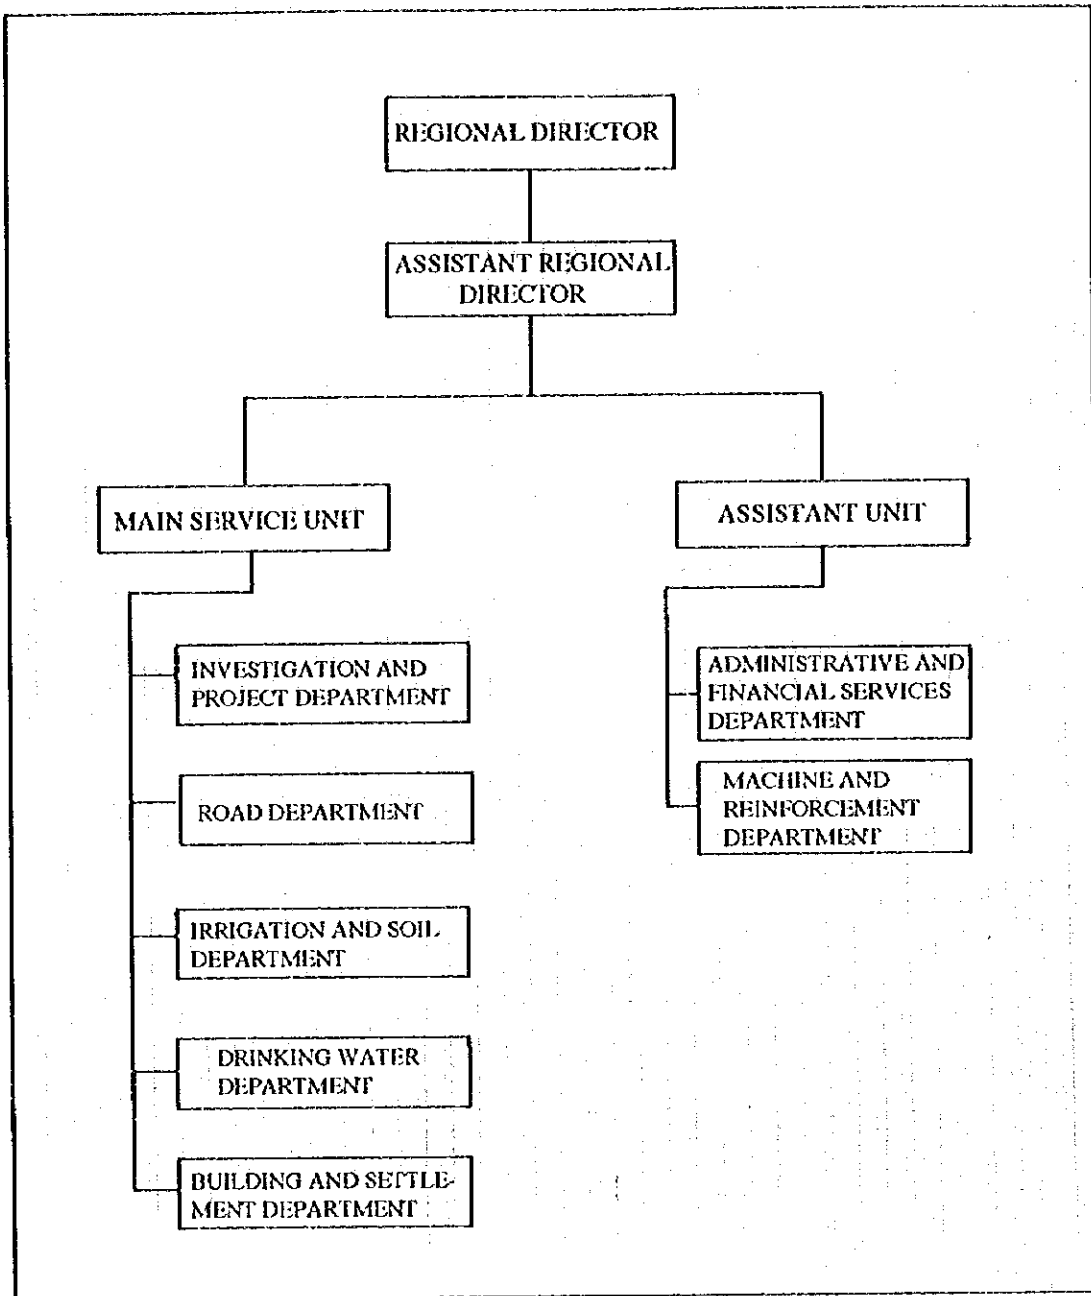 REGIONAL DIRECTOR
ASSISTANT REGIONAL
DIRECTOR
MAIN SERVICE UNIT
INVESTIGATION AND
PROJECT DEPARTMENT
ROAD DEPARTMENT
IRRIGATION AND SOIL
DEPARTMENT
DRINKING WATER
DEPARTMENT
BUILDING AND SETTLE-
MENT DEPARTMENT
ASSISTANT UNIT
ADMINISTRATIVE AND
FINANCIAL SERVICES
DEPARTMENT
MACHINE AND
REINFORCEMENT
DEPARTMENT